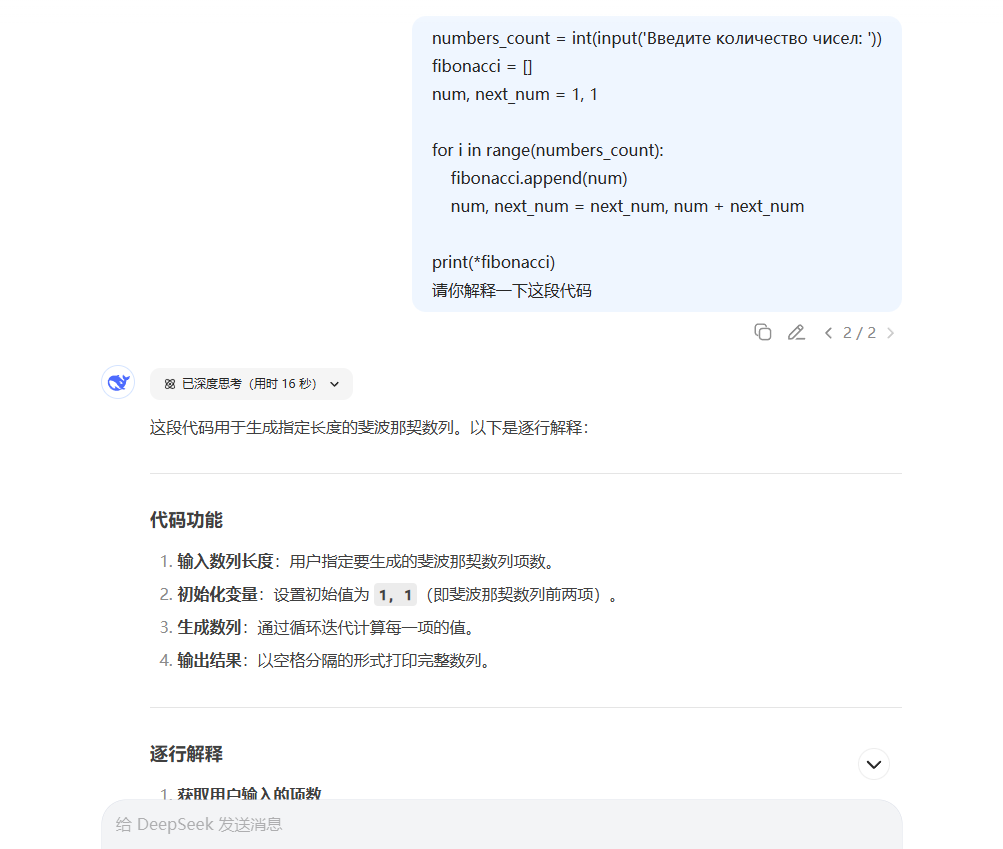 numbers_count = int(input('Введите количество чисел: '))
fibonacci = []
num, next_num = 1, 1
for i in range(numbers_count):
    fibonacci.append(num)
    num, next_num = next_num, num + next_num
print(*fibonacci)
请你解释一下这段代码
2 / 2
已深度思考（用时 16 秒）
这段代码用于生成指定长度的斐波那契数列。以下是逐行解释：
代码功能
1. 输入数列长度：用户指定要生成的斐波那契数列项数。
2. 初始化变量：设置初始值为 1, 1（即斐波那契数列前两项）。
3. 生成数列：通过循环迭代计算每一项的值。
4. 输出结果：以空格分隔的形式打印完整数列。
逐行解释
1. 获取用户输入的项数
给 DeepSeek 发送消息